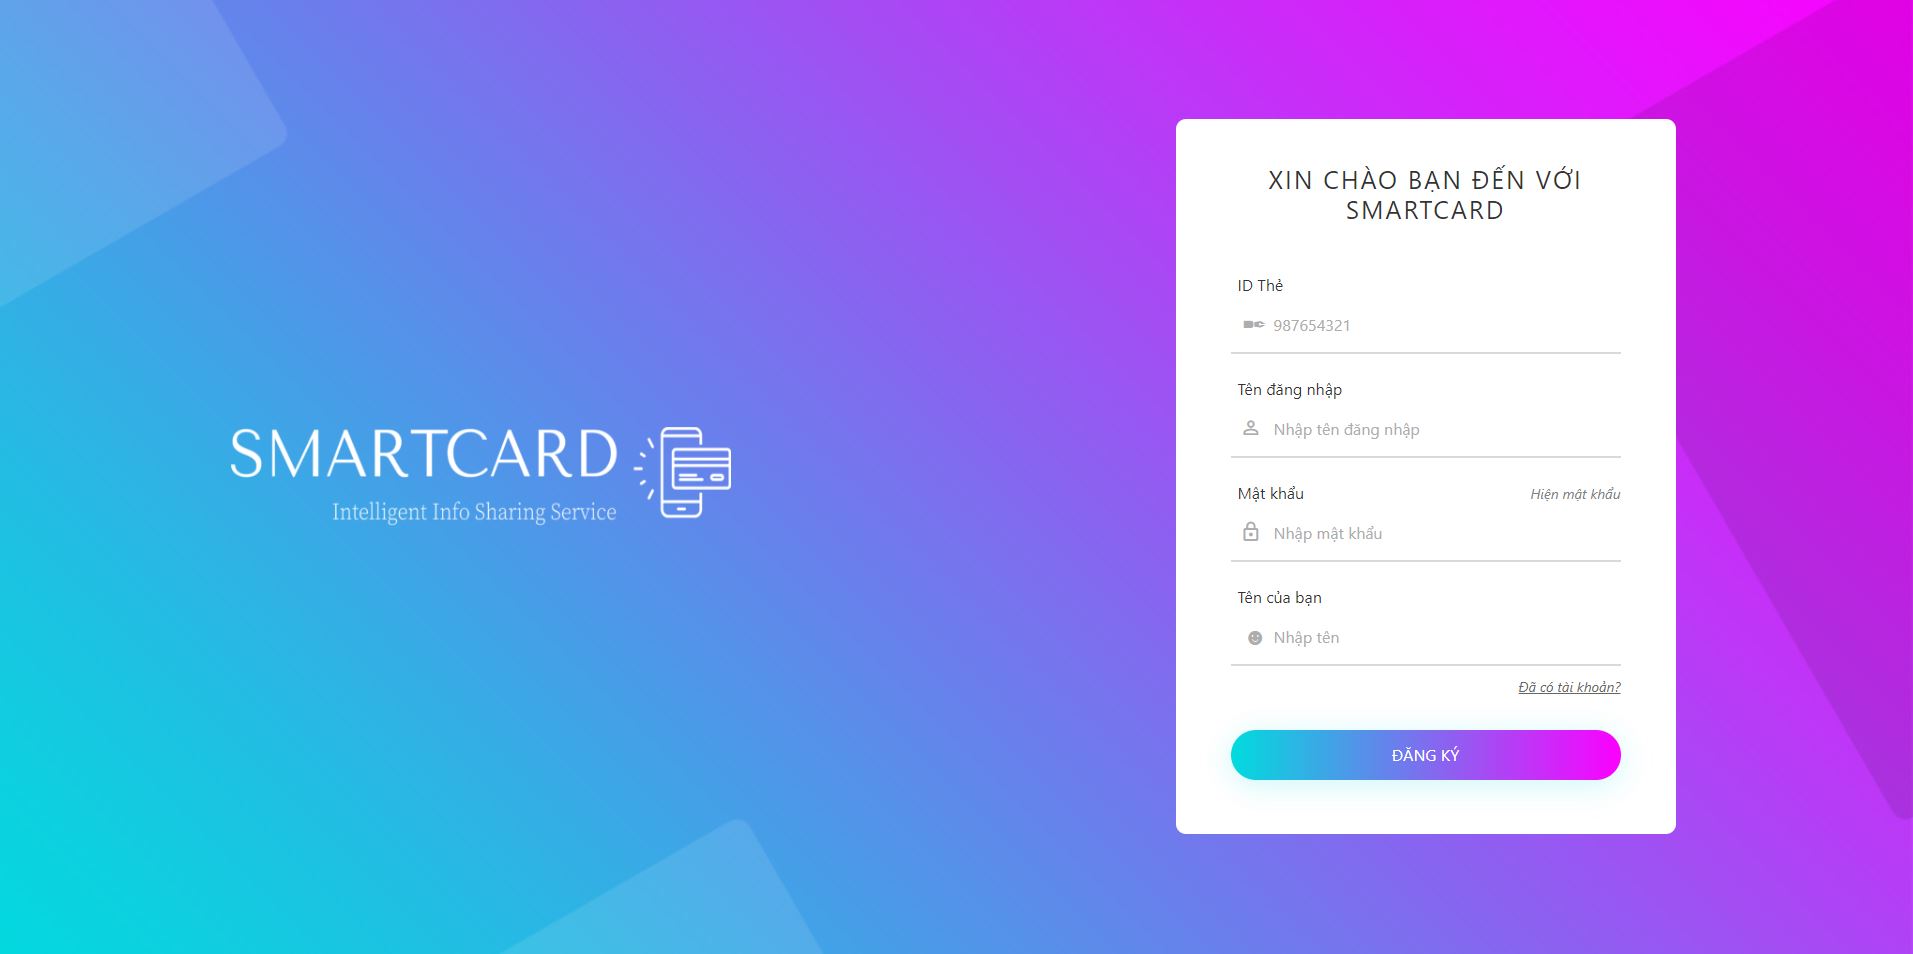 SMARTCARD
Intelligent Info Sharing Service
XIN CHÀO BẠN ĐẾN VỚI
SMARTCARD
ID Thẻ
987654321
Tên đăng nhập
Nhập tên đăng nhập
Mật khẩu
Hiện mật khẩu
Nhập mật khẩu
Tên của bạn
Nhập tên
Đã có tài khoản?
ĐĂNG KÝ